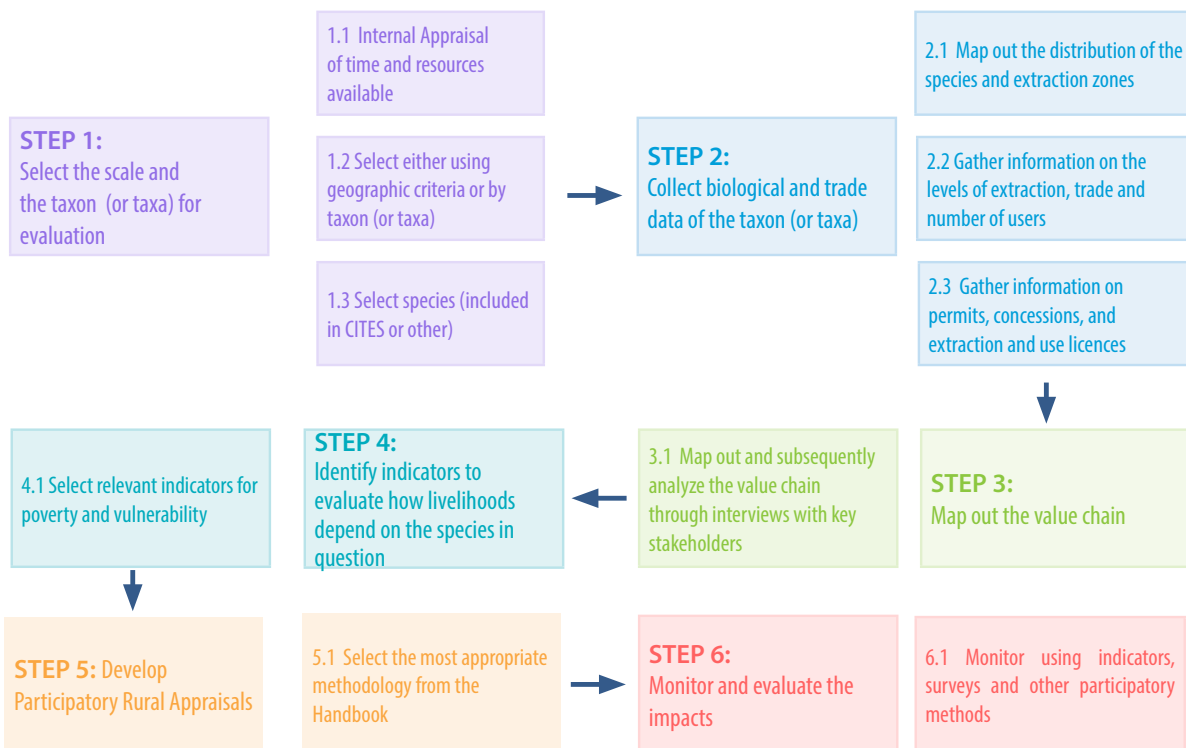 STEP 1:
Select the scale and
the taxon (or taxa) for
evaluation
1.1 Internal Appraisal
of time and resources
available
1.2 Select either using
geographic criteria or by
taxon (or taxa)
1.3 Select species (included
in CITES or other)
STEP 2:
Collect biological and trade
data of the taxon (or taxa)
2.1 Map out the distribution of the
species and extraction zones
2.2 Gather information on the
levels of extraction, trade and
number of users
2.3 Gather information on
permits, concessions, and
extraction and use licences
STEP 3:
Map out the value chain
3.1 Map out and subsequently
analyze the value chain
through interviews with key
stakeholders
STEP 4:
Identify indicators to
evaluate how livelihoods
depend on the species in
question
4.1 Select relevant indicators for
poverty and vulnerability
STEP 5: Develop
Participatory Rural Appraisals
5.1 Select the most appropriate
methodology from the
Handbook
STEP 6:
Monitor and evaluate the
impacts
6.1 Monitor using indicators,
surveys and other participatory
methods